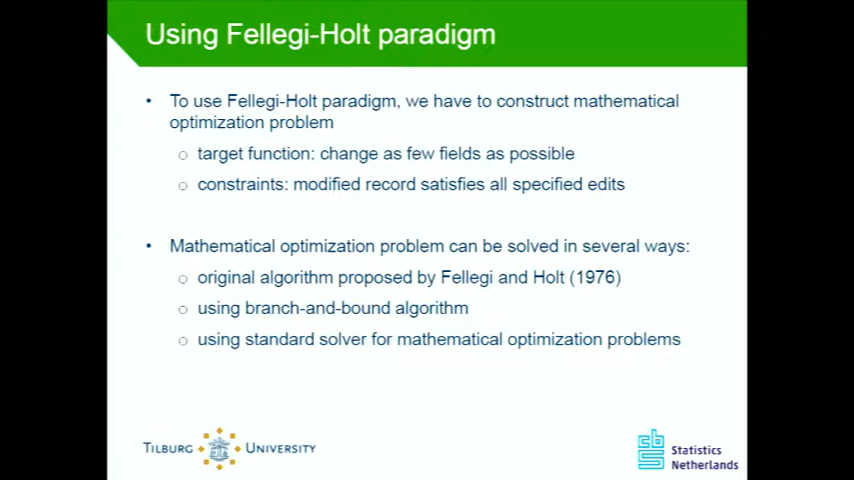 Using Fellegi-Holt paradigm
• To use Fellegi-Holt paradigm, we have to construct mathematical
optimization problem
○ target function: change as few fields as possible
○ constraints: modified record satisfies all specified edits
• Mathematical optimization problem can be solved in several ways:
○ original algorithm proposed by Fellegi and Holt (1976)
○ using branch-and-bound algorithm
○ using standard solver for mathematical optimization problems
TILBURG UNIVERSITY
cbs
Statistics
Netherlands